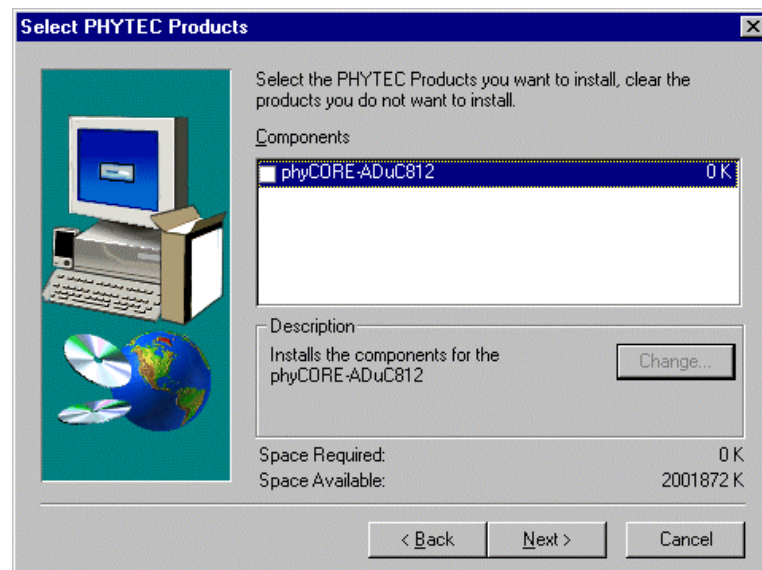 Select PHYTEC Products
Select the PHYTEC Products you want to install, clear the
products you do not want to install.
Components
phyCORE-ADuC812 0 K
Description
Installs the components for the
phyCORE-ADuC812
Change...
Space Required: 0 K
Space Available: 2001872 K
< Back Next > Cancel